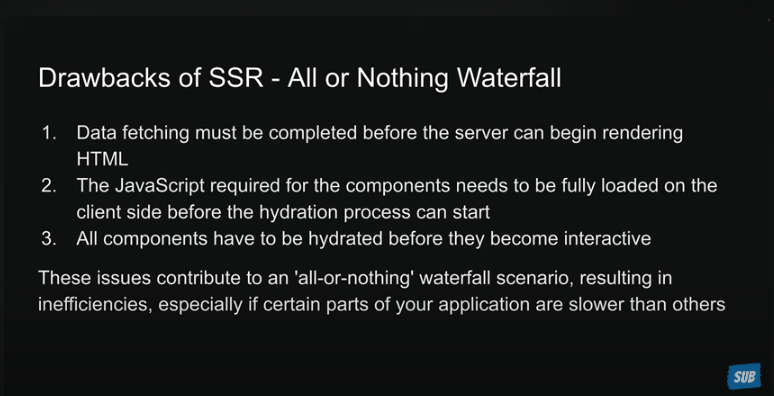 Drawbacks of SSR - All or Nothing Waterfall
1. Data fetching must be completed before the server can begin rendering
HTML
2. The JavaScript required for the components needs to be fully loaded on the
client side before the hydration process can start
3. All components have to be hydrated before they become interactive
These issues contribute to an 'all-or-nothing' waterfall scenario, resulting in
inefficiencies, especially if certain parts of your application are slower than others
SUB